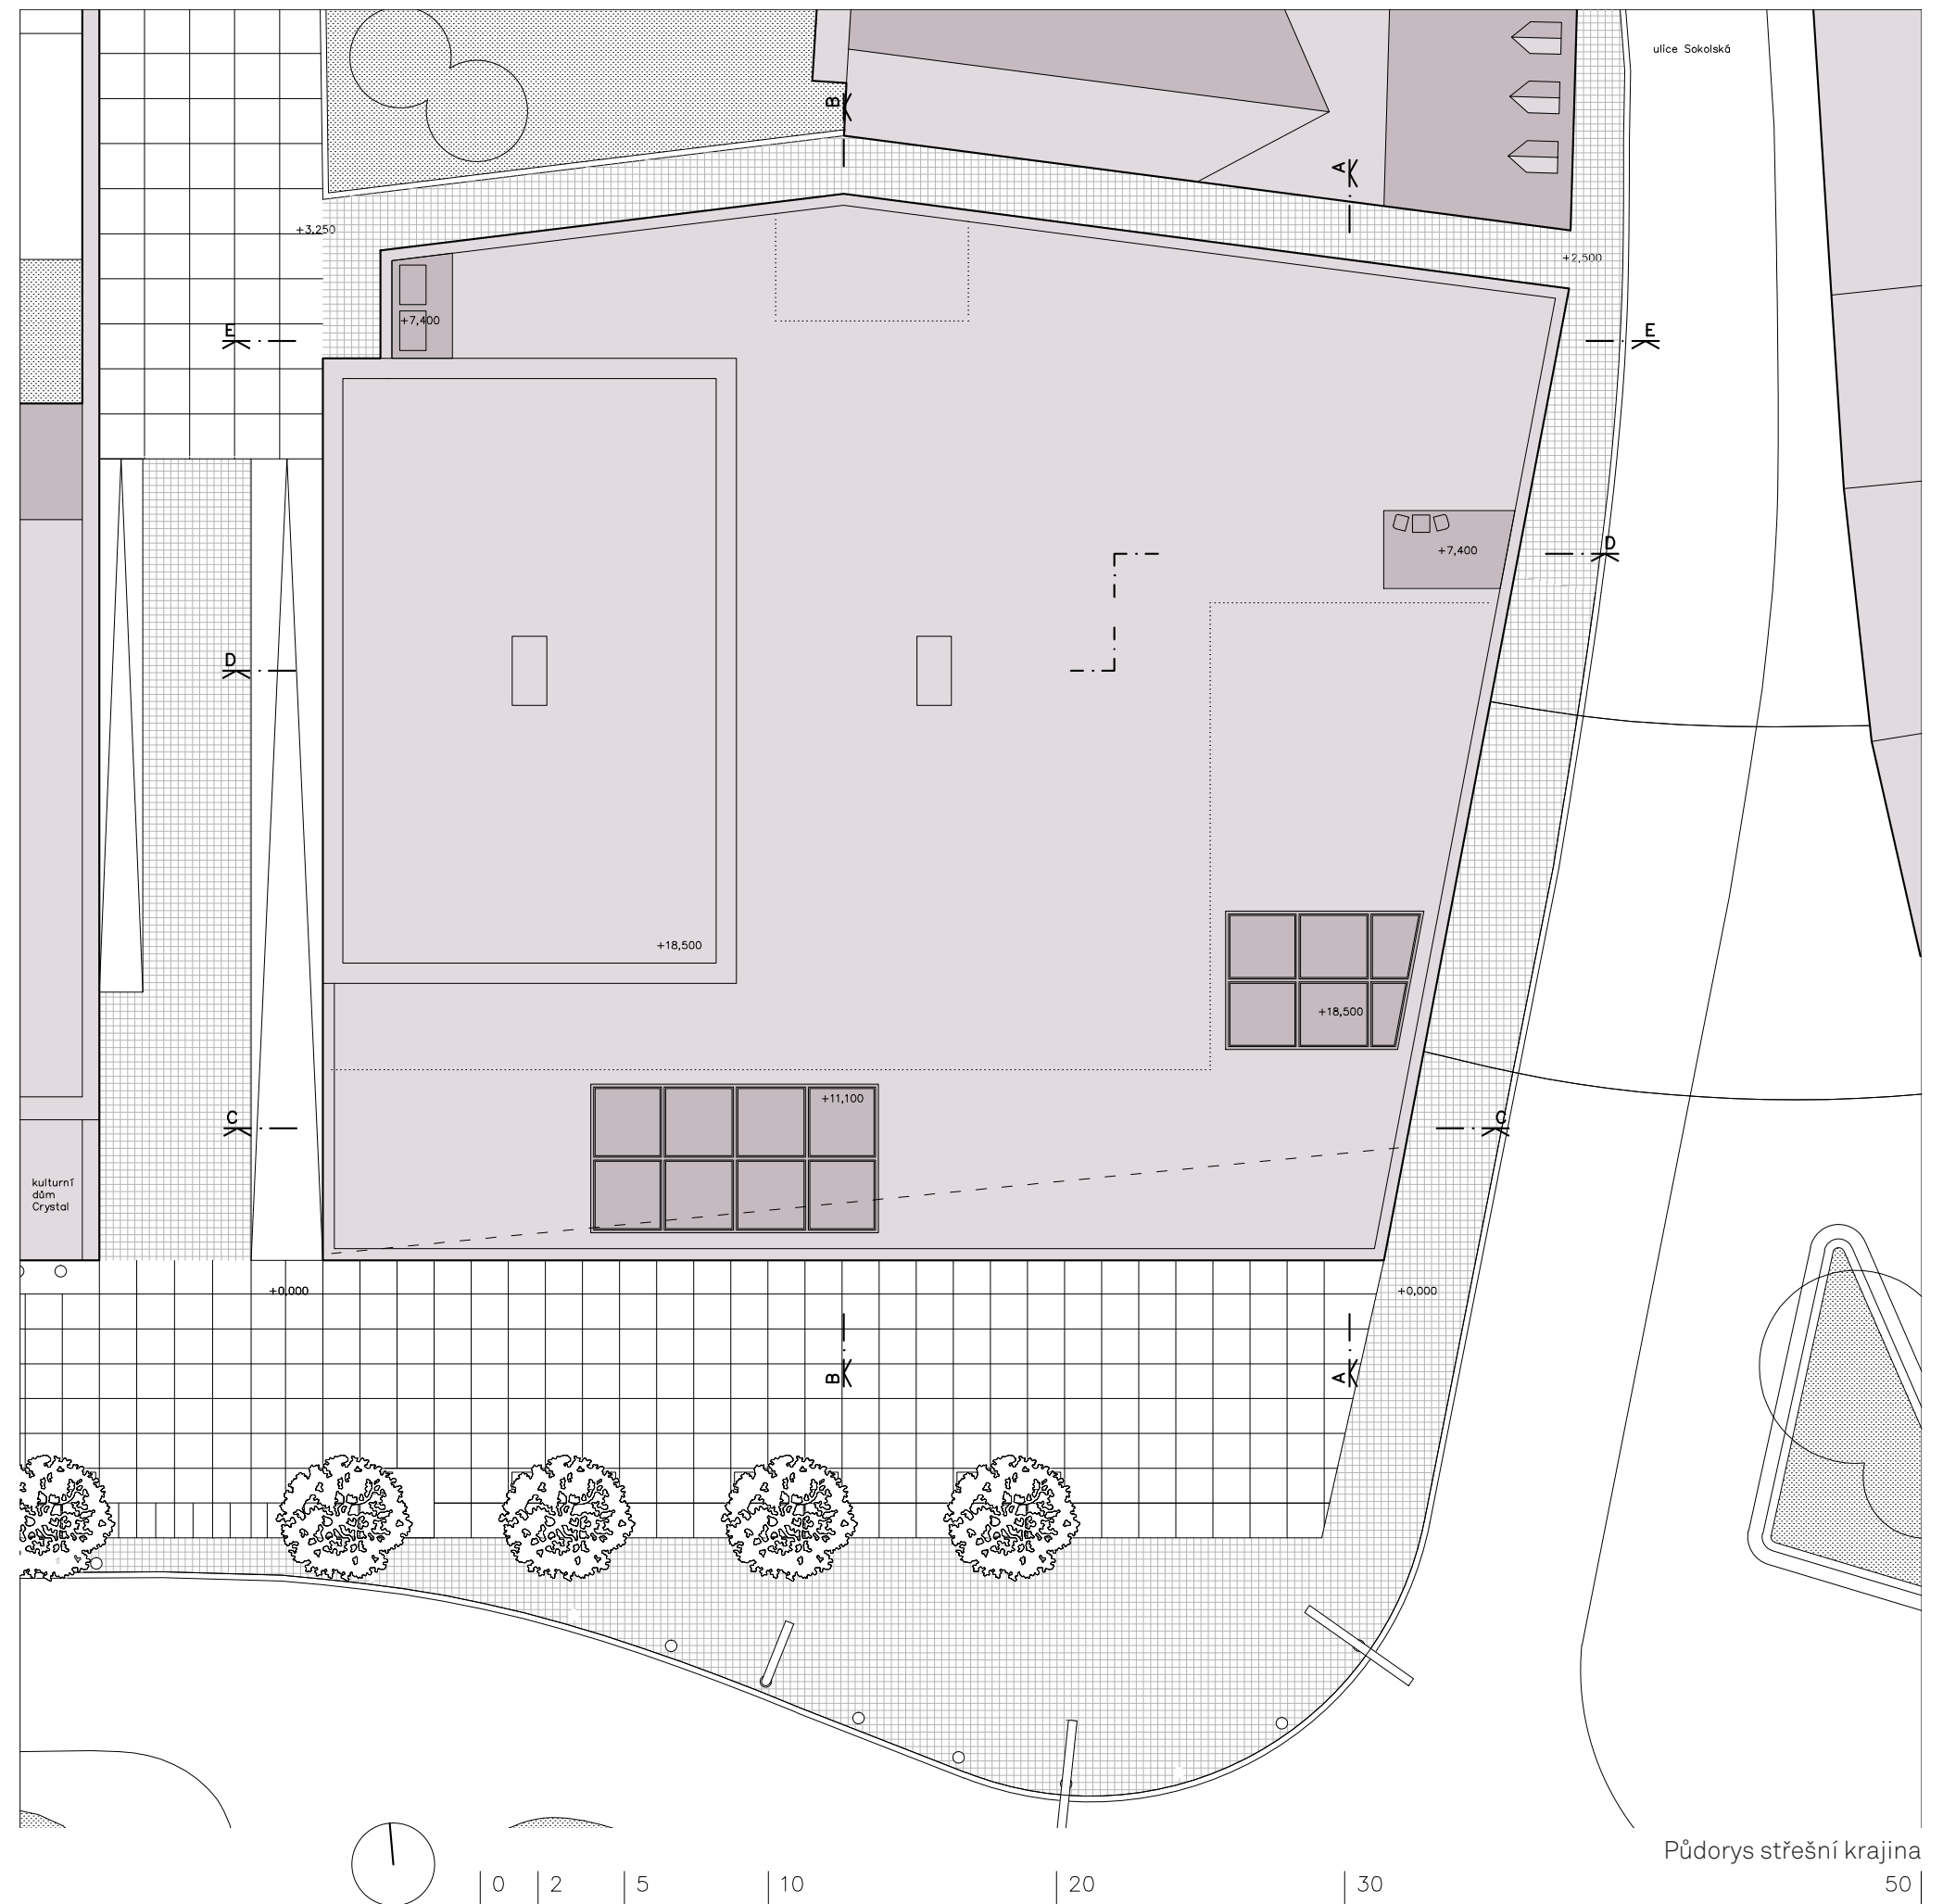 ulice Sokolská
B
A
+3,250
+2,500
+7,400
E
E
D
+7,400
D
+18,500
+18,500
+11,100
C
C
kulturní
dům
Crystal
+0,000
+0,000
B
A
Půdorys střešní krajina
0 2 5 10 20 30 50